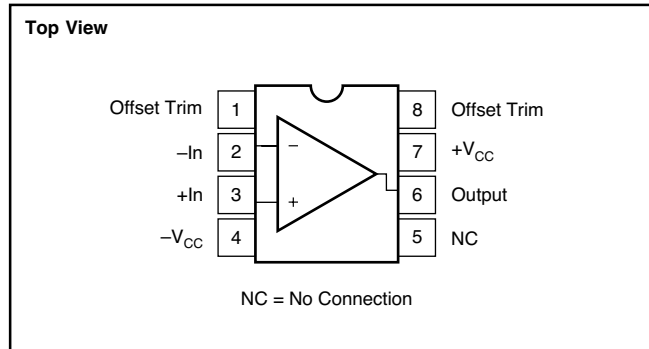 Top View
Offset Trim 1 8 Offset Trim
–In 2 − 7 +VCC
+In 3 + 6 Output
–VCC 4 5 NC
NC = No Connection